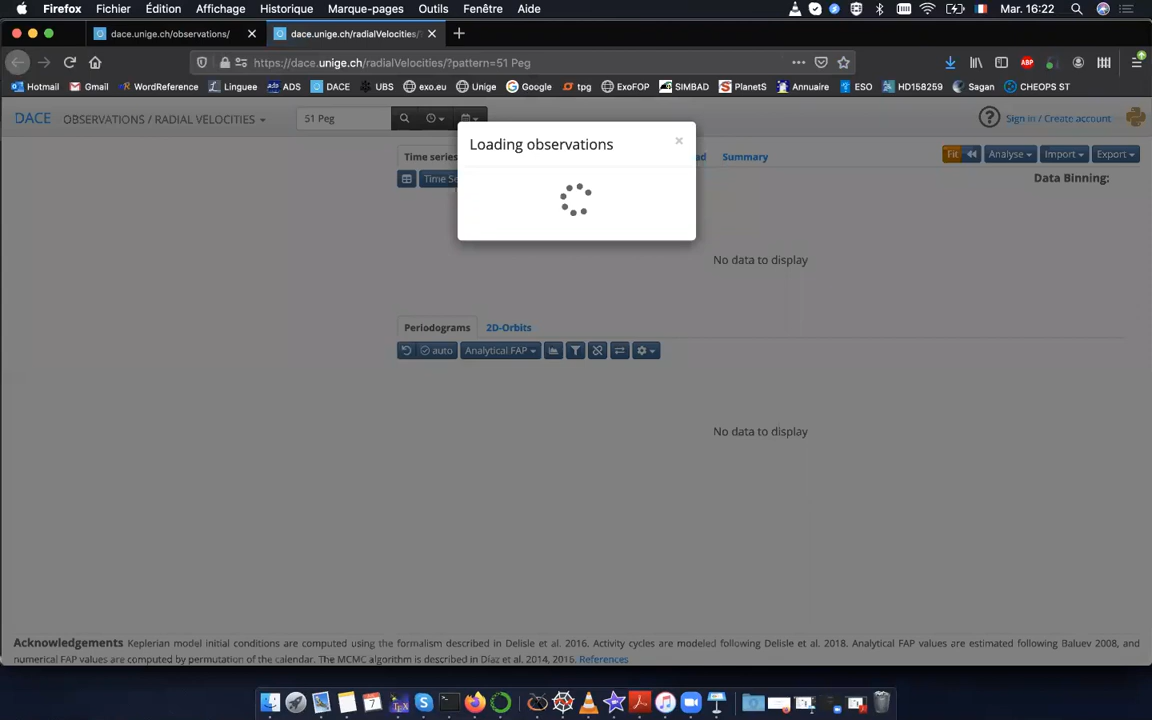 Firefox Fichier Édition Affichage Historique Marque-pages Outils Fenêtre Aide Mar. 16:22
dace.unige.ch/observations/ dace.unige.ch/radialVelocities/
https://dace.unige.ch/radialVelocities/?pattern=51 Peg
Hotmail Gmail WordReference Linguee ADS DACE UBS exo.eu Unige Google tpg ExoFOP SIMBAD PlanetS Annuaire ESO HD158259 Sagan CHEOPS ST
DACE OBSERVATIONS / RADIAL VELOCITIES 51 Peg Sign in / Create account
Loading observations ×
Time series Summary Fit Analyse Import Export
Time Se Data Binning:
No data to display
Periodograms 2D-Orbits
auto Analytical FAP
No data to display
Acknowledgements Keplerian model initial conditions are computed using the formalism described in Delisle et al. 2016. Activity cycles are modeled following Delisle et al. 2018. Analytical FAP values are estimated following Baluev 2008, and
numerical FAP values are computed by permutation of the calendar. The MCMC algorithm is described in Díaz et al. 2014, 2016. References